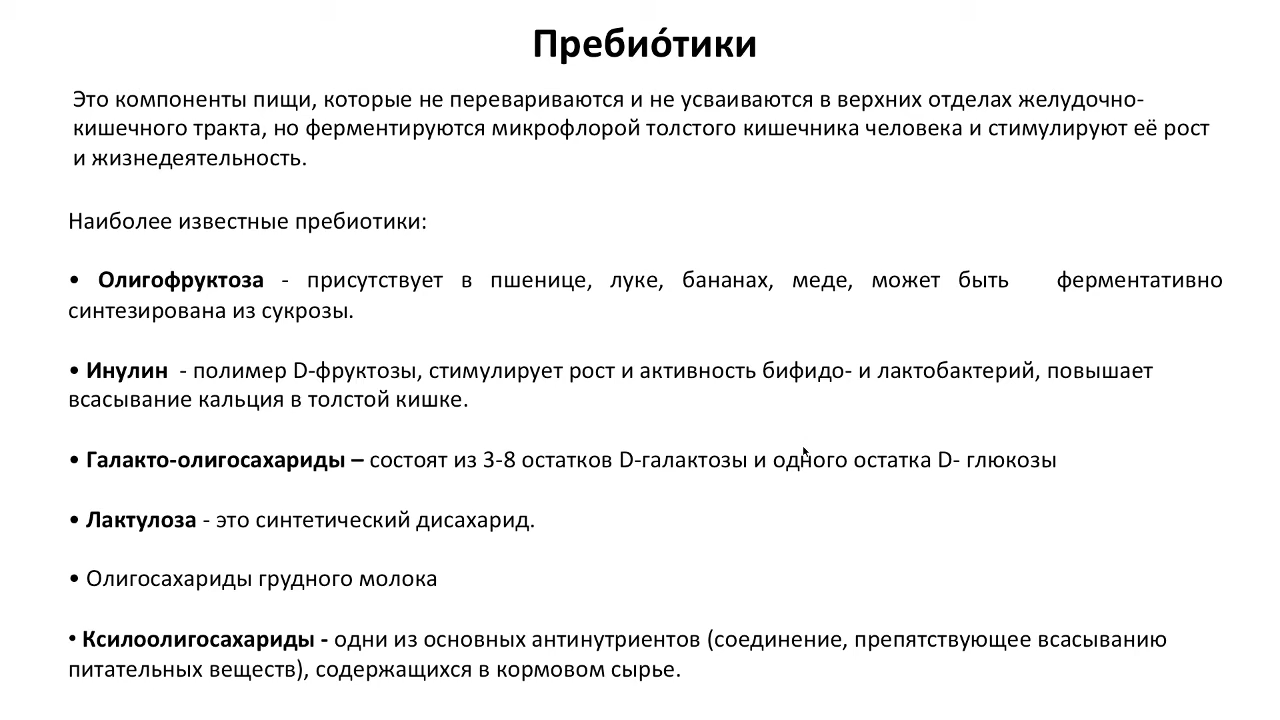 Пребио́тики
Это компоненты пищи, которые не перевариваются и не усваиваются в верхних отделах желудочно-
кишечного тракта, но ферментируются микрофлорой толстого кишечника человека и стимулируют её рост
и жизнедеятельность.
Наиболее известные пребиотики:
• Олигофруктоза - присутствует в пшенице, луке, бананах, меде, может быть ферментативно
синтезирована из сукрозы.
• Инулин - полимер D-фруктозы, стимулирует рост и активность бифидо- и лактобактерий, повышает
всасывание кальция в толстой кишке.
• Галакто-олигосахариды – состоят из 3-8 остатков D-галактозы и одного остатка D- глюкозы
• Лактулоза - это синтетический дисахарид.
• Олигосахариды грудного молока
• Ксилоолигосахариды - одни из основных антинутриентов (соединение, препятствующее всасыванию
питательных веществ), содержащихся в кормовом сырье.